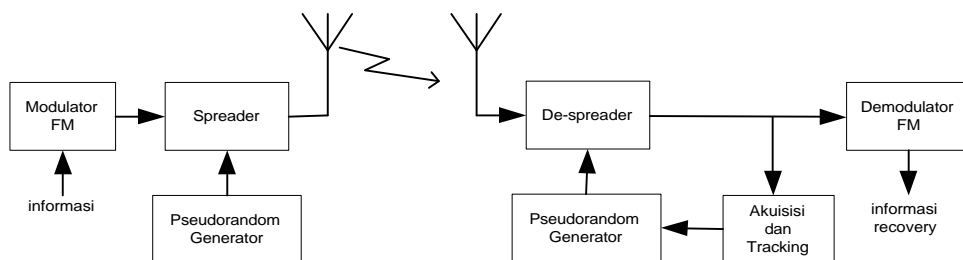 Modulator
FM
Spreader
De-spreader
Demodulator
FM
informasi
Pseudorandom
Generator
Pseudorandom
Generator
Akuisisi
dan
Tracking
informasi
recovery